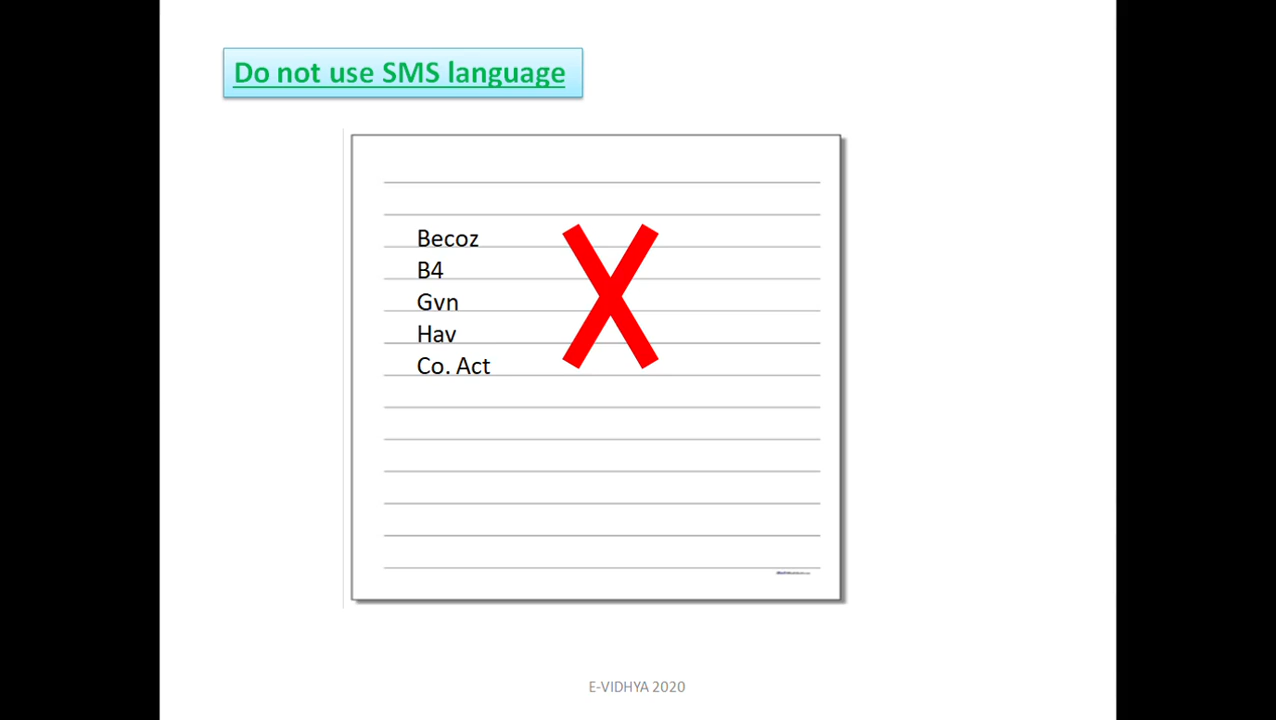 Do not use SMS language
Becoz
B4
Gvn
Hav
Co. Act
E-VIDHYA 2020